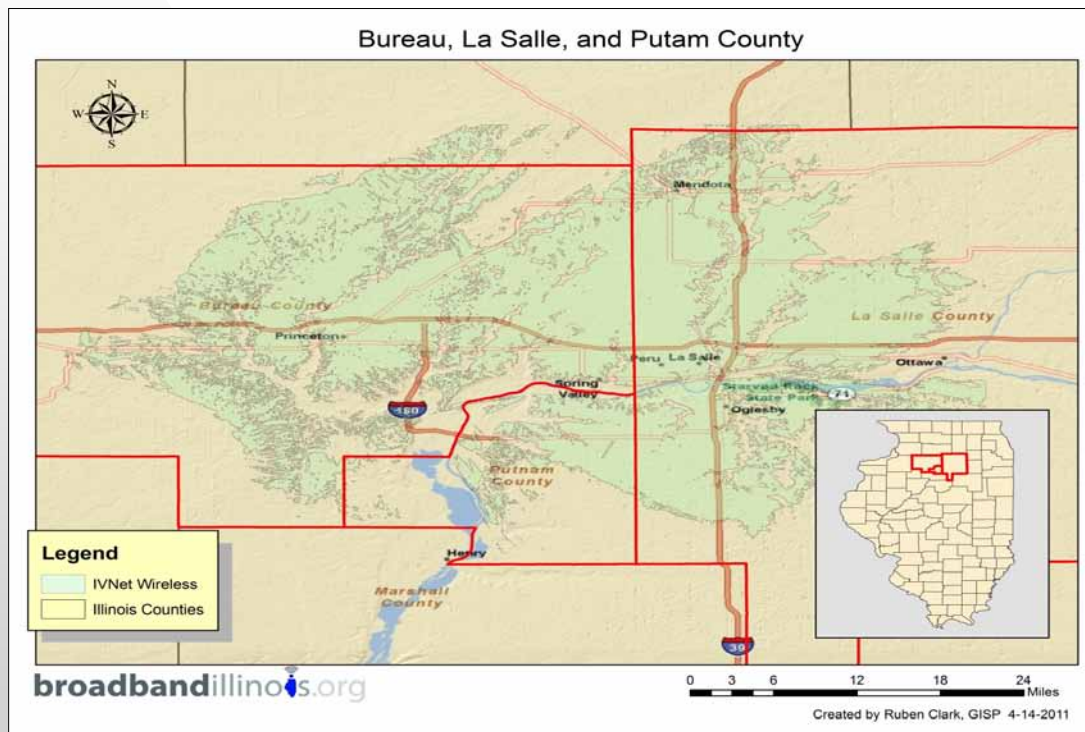 Bureau, La Salle, and Putam County
N
W E
S
Mendota
Bureau County
La Salle County
Princeton
Peru La Salle
Ottawa
Spring
Valley
Starved Rock
State Park
71
Oglesby
180
Putnam
County
Henry
Marshall
County
39
Legend
IVNet Wireless
Illinois Counties
broadbandillinois.org
0 3 6 12 18 24
Miles
Created by Ruben Clark, GISP 4-14-2011